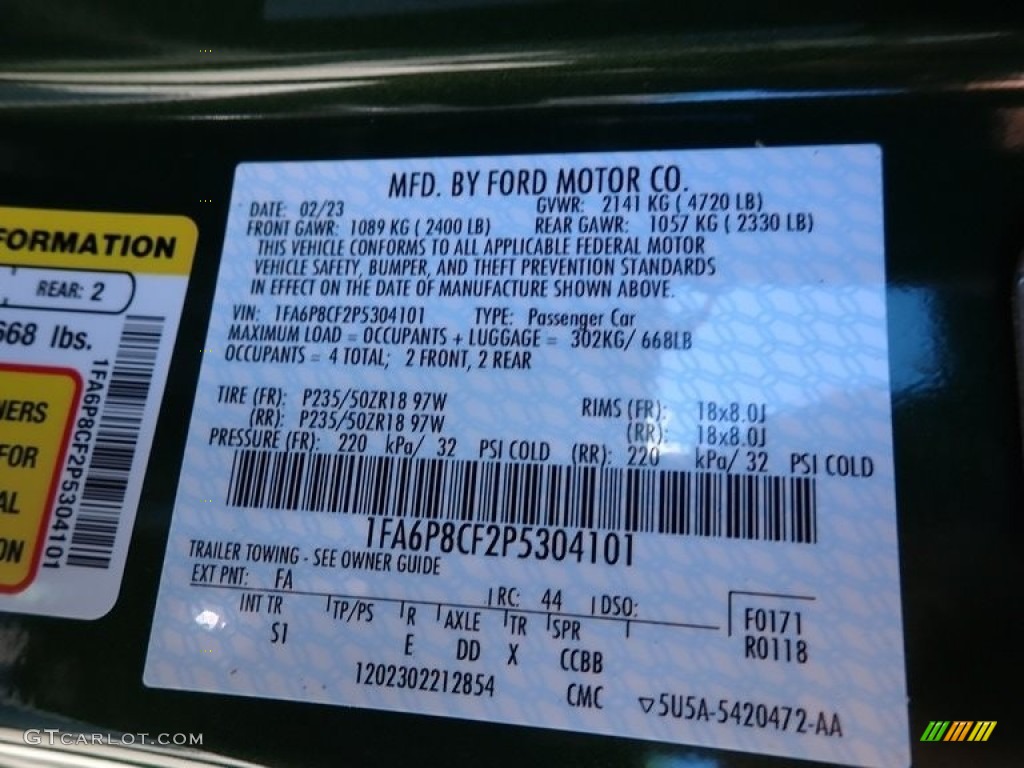 MFD. BY FORD MOTOR CO.
DATE: 02/23 GVWR: 2141 KG ( 4720 LB)
FRONT GAWR: 1089 KG ( 2400 LB) REAR GAWR: 1057 KG ( 2330 LB)
THIS VEHICLE CONFORMS TO ALL APPLICABLE FEDERAL MOTOR
VEHICLE SAFETY, BUMPER, AND THEFT PREVENTION STANDARDS
IN EFFECT ON THE DATE OF MANUFACTURE SHOWN ABOVE.
VIN: 1FA6P8CF2P5304101 TYPE: Passenger Car
MAXIMUM LOAD = OCCUPANTS + LUGGAGE = 302KG/ 668LB
OCCUPANTS = 4 TOTAL; 2 FRONT, 2 REAR
TIRE (FR): P235/50ZR18 97W RIMS (FR): 18x8.0J
(RR): P235/50ZR18 97W (RR): 18x8.0J
PRESSURE (FR): 220 kPa/ 32 PSI COLD (RR): 220 kPa/ 32 PSI COLD
1FA6P8CF2P5304101
TRAILER TOWING - SEE OWNER GUIDE
EXT PNT: FA RC: 44 DSO:
INT TR TP/PS R AXLE TR SPR F0171
S1 E DD X CCBB R0118
1202302212854 CMC ▽5U5A-5420472-AA
FORMATION
REAR: 2
668 lbs.
1FA6P8CF2P5304101
NERS
FOR
AL
ON
GTCARLOT.COM